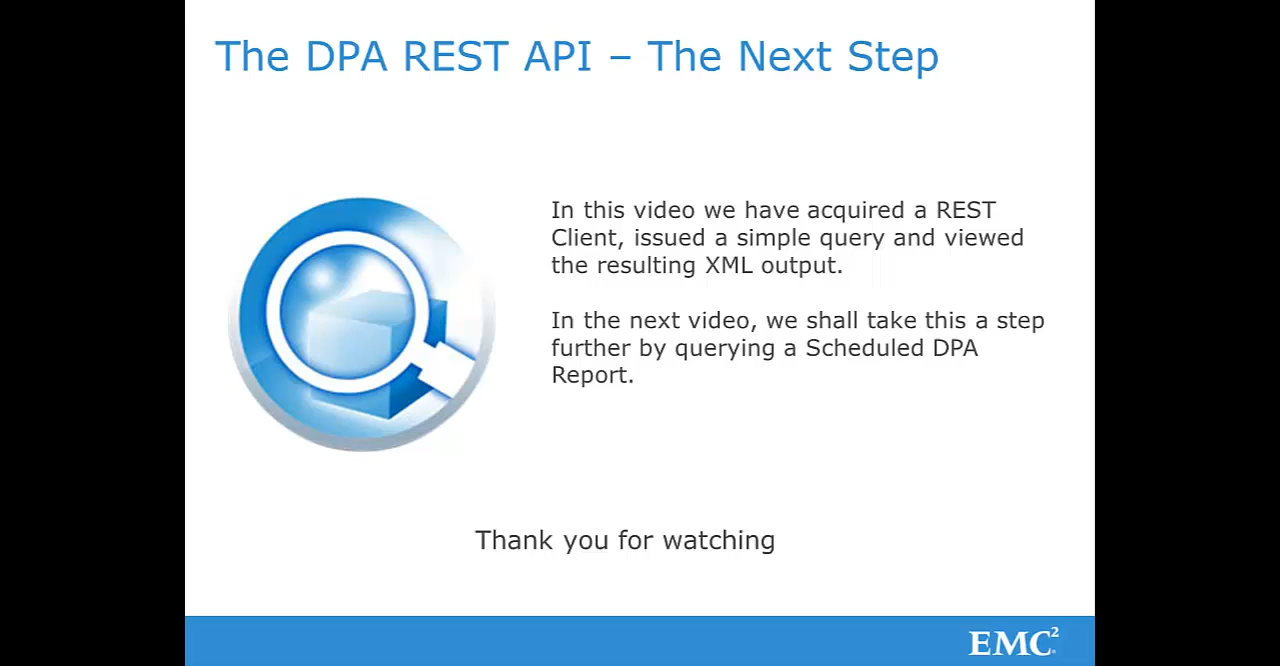 The DPA REST API – The Next Step
In this video we have acquired a REST
Client, issued a simple query and viewed
the resulting XML output.
In the next video, we shall take this a step
further by querying a Scheduled DPA
Report.
Thank you for watching
EMC²